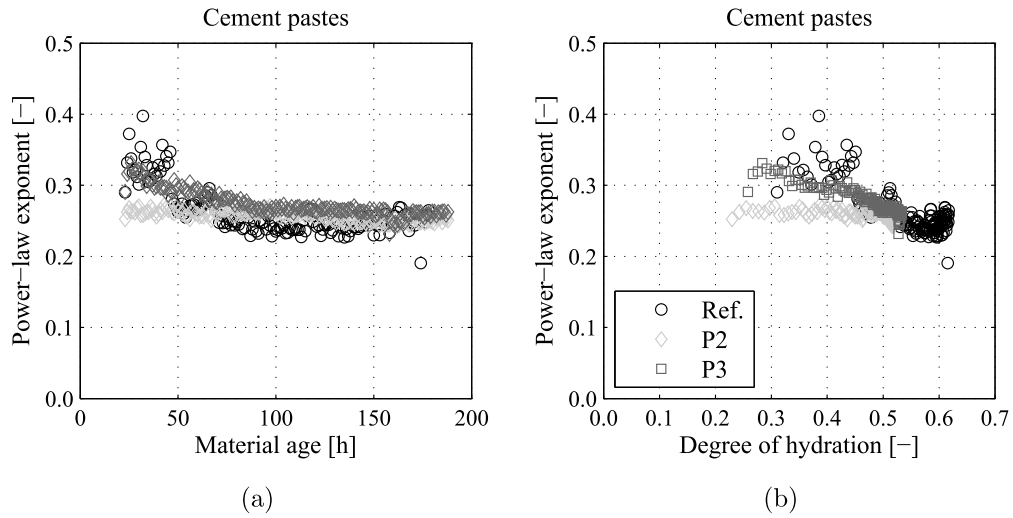 Cement pastes
0.5
0.4
0.3
0.2
0.1
0.0
Power−law exponent [−]
0
50
100
150
200
Material age [h]
(a)
Cement pastes
0.5
0.4
0.3
0.2
0.1
0.0
Power−law exponent [−]
Ref.
P2
P3
0.0
0.1
0.2
0.3
0.4
0.5
0.6
0.7
Degree of hydration [−]
(b)